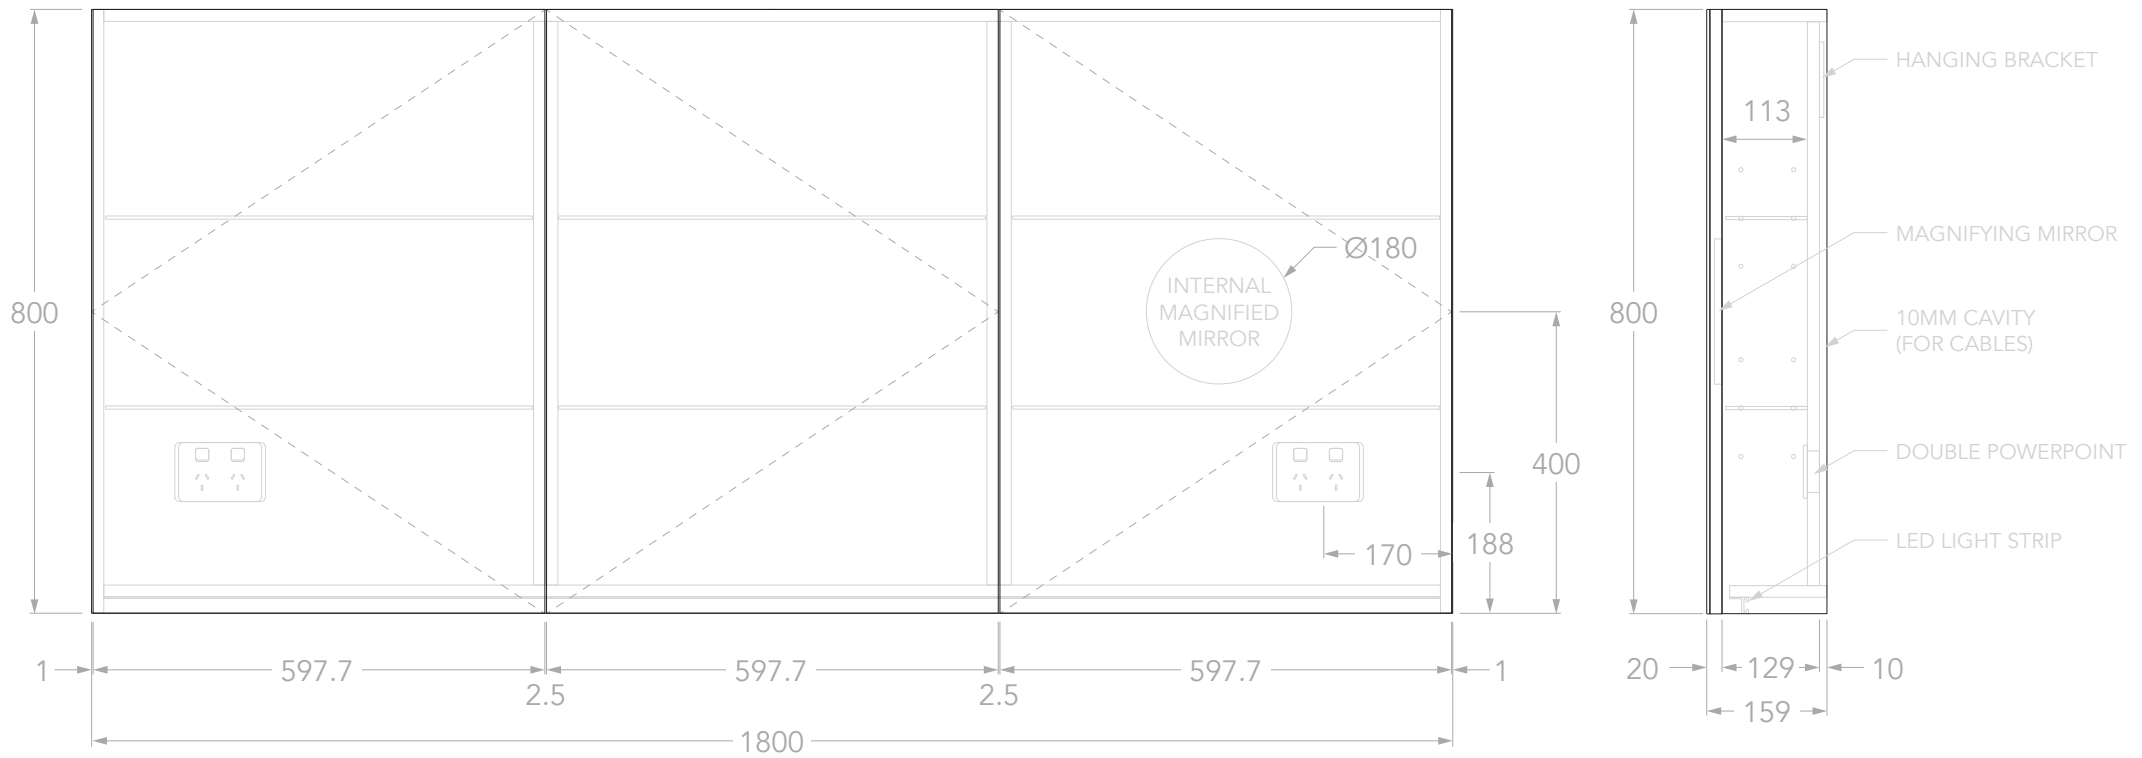 HANGING BRACKET
113
MAGNIFYING MIRROR
Ø180
INTERNAL
MAGNIFIED
MIRROR
800
800
10MM CAVITY
(FOR CABLES)
400
DOUBLE POWERPOINT
188
170
LED LIGHT STRIP
1
597.7
597.7
597.7
1
2.5
2.5
20
129
10
159
1800